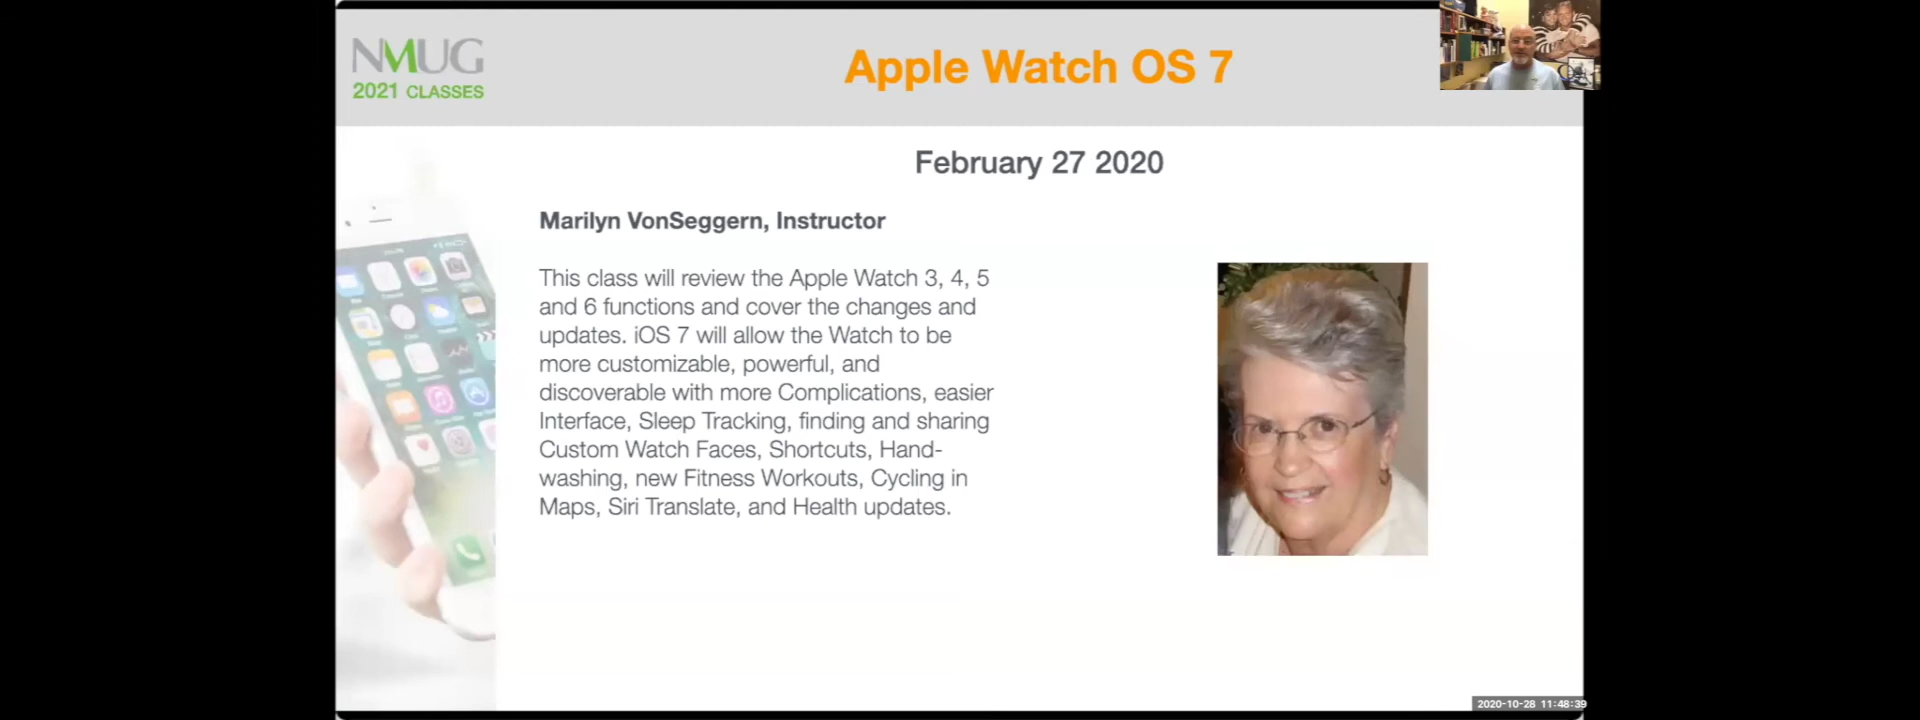 NMUG
2021 CLASSES
Apple Watch OS 7
February 27 2020
Marilyn VonSeggern, Instructor
This class will review the Apple Watch 3, 4, 5
and 6 functions and cover the changes and
updates. iOS 7 will allow the Watch to be
more customizable, powerful, and
discoverable with more Complications, easier
Interface, Sleep Tracking, finding and sharing
Custom Watch Faces, Shortcuts, Hand-
washing, new Fitness Workouts, Cycling in
Maps, Siri Translate, and Health updates.
2020-10-28 11:48:39